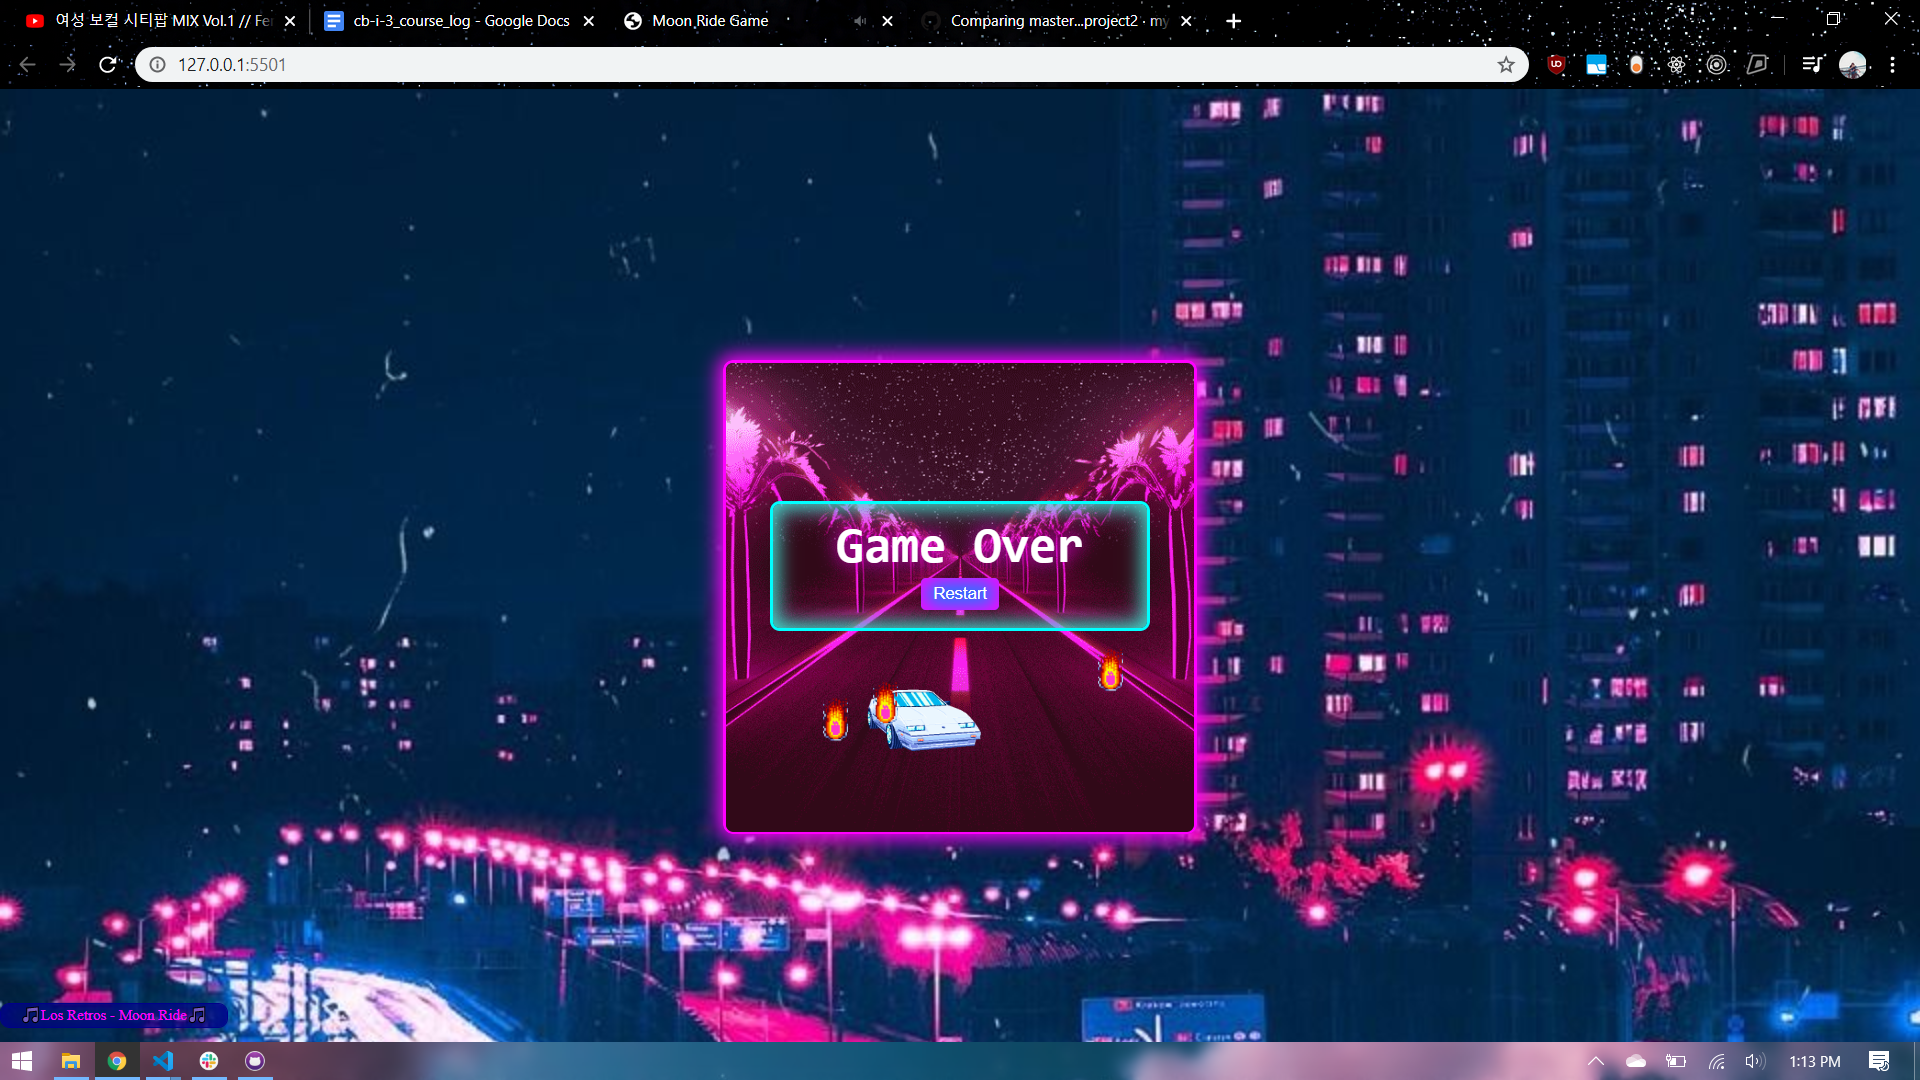 여성 보컬 시티팝 MIX Vol.1 // Fe
cb-i-3_course_log - Google Docs
Moon Ride Game
Comparing master...project2 · my
127.0.0.1:5501
Game Over
Restart
🎵Los Retros - Moon Ride🎵
1:13 PM